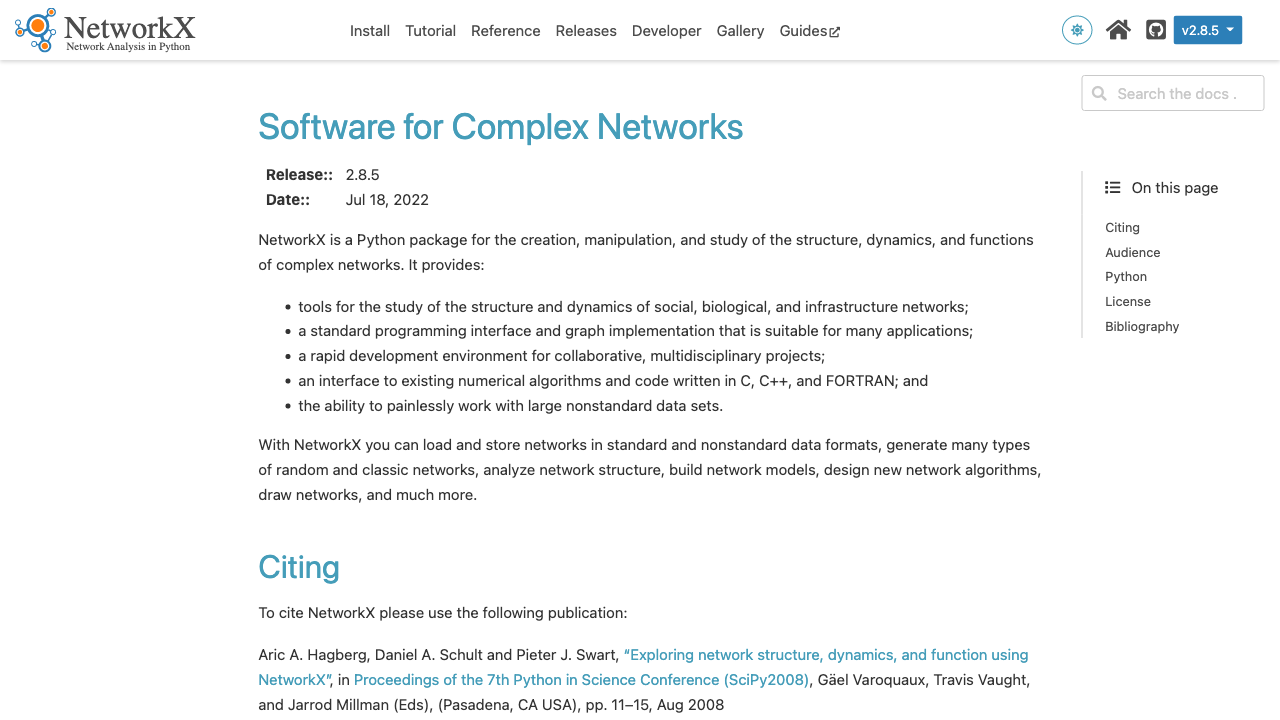 NetworkX
Network Analysis in Python
Install Tutorial Reference Releases Developer Gallery Guides
v2.8.5
Search the docs .
Software for Complex Networks
Release:: 2.8.5
Date:: Jul 18, 2022
NetworkX is a Python package for the creation, manipulation, and study of the structure, dynamics, and functions
of complex networks. It provides:
• tools for the study of the structure and dynamics of social, biological, and infrastructure networks;
• a standard programming interface and graph implementation that is suitable for many applications;
• a rapid development environment for collaborative, multidisciplinary projects;
• an interface to existing numerical algorithms and code written in C, C++, and FORTRAN; and
• the ability to painlessly work with large nonstandard data sets.
With NetworkX you can load and store networks in standard and nonstandard data formats, generate many types
of random and classic networks, analyze network structure, build network models, design new network algorithms,
draw networks, and much more.
Citing
To cite NetworkX please use the following publication:
Aric A. Hagberg, Daniel A. Schult and Pieter J. Swart, “Exploring network structure, dynamics, and function using
NetworkX”, in Proceedings of the 7th Python in Science Conference (SciPy2008), Gäel Varoquaux, Travis Vaught,
and Jarrod Millman (Eds), (Pasadena, CA USA), pp. 11–15, Aug 2008
On this page
Citing
Audience
Python
License
Bibliography